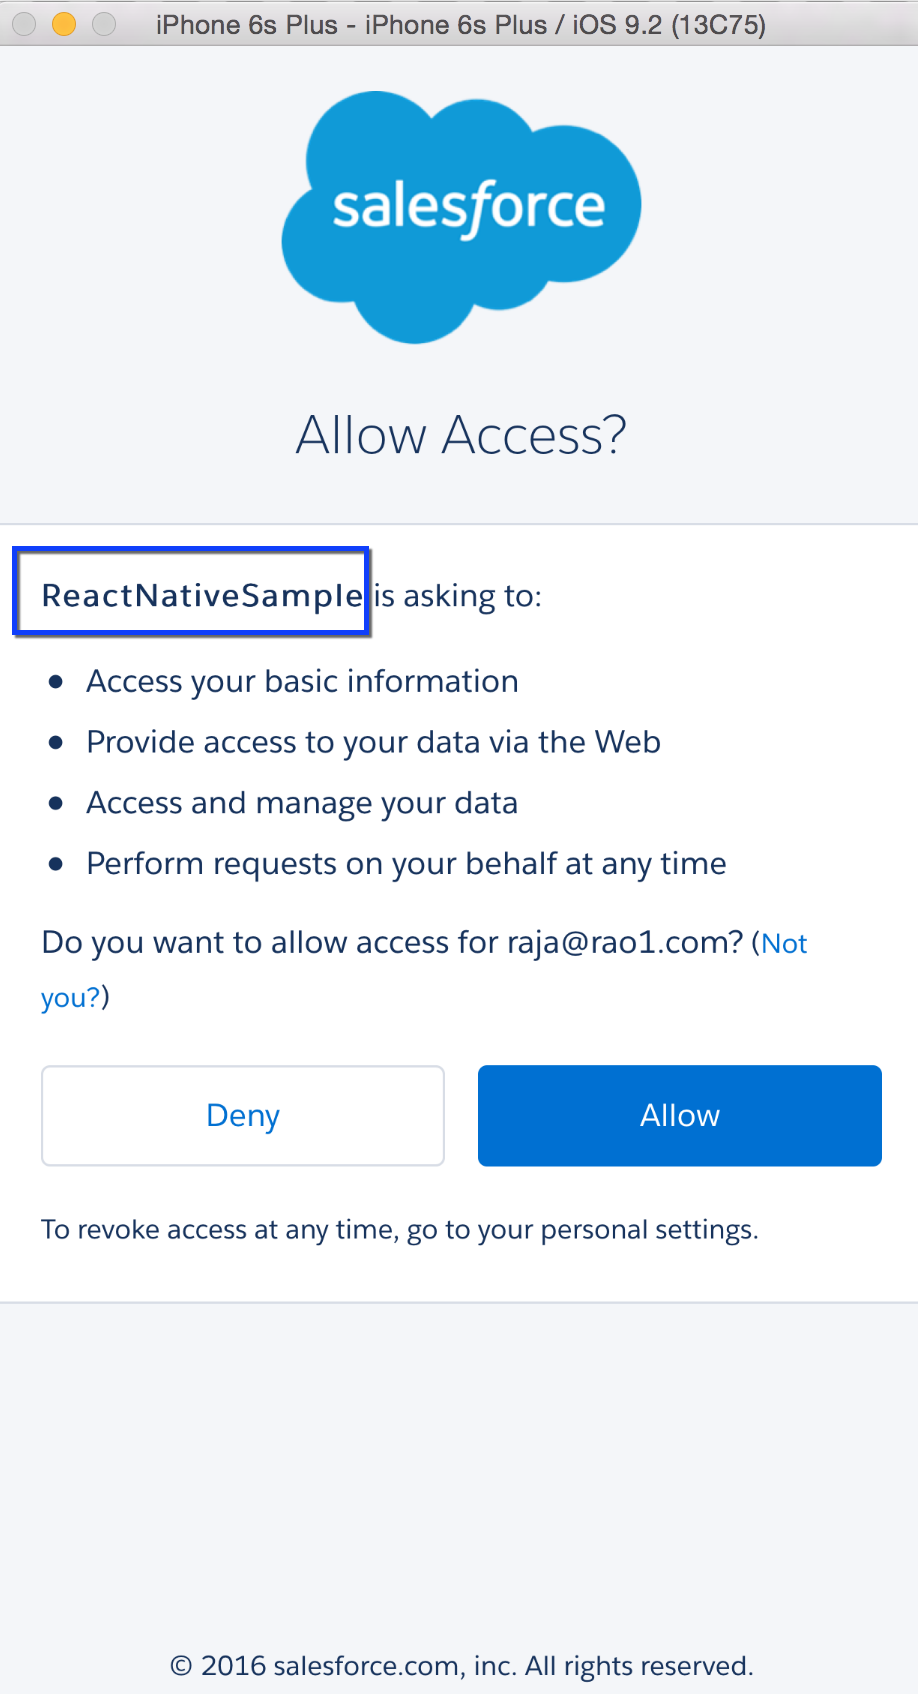 iPhone 6s Plus - iPhone 6s Plus / iOS 9.2 (13C75)
salesforce
Allow Access?
ReactNativeSample is asking to:
• Access your basic information
• Provide access to your data via the Web
• Access and manage your data
• Perform requests on your behalf at any time
Do you want to allow access for raja@rao1.com? (Not
you?)
Deny
Allow
To revoke access at any time, go to your personal settings.
© 2016 salesforce.com, inc. All rights reserved.